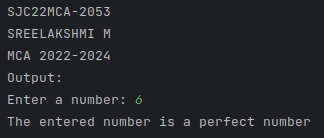 SJC22MCA-2053
SREELAKSHMI M
MCA 2022-2024
Output:
Enter a number: 6
The entered number is a perfect number